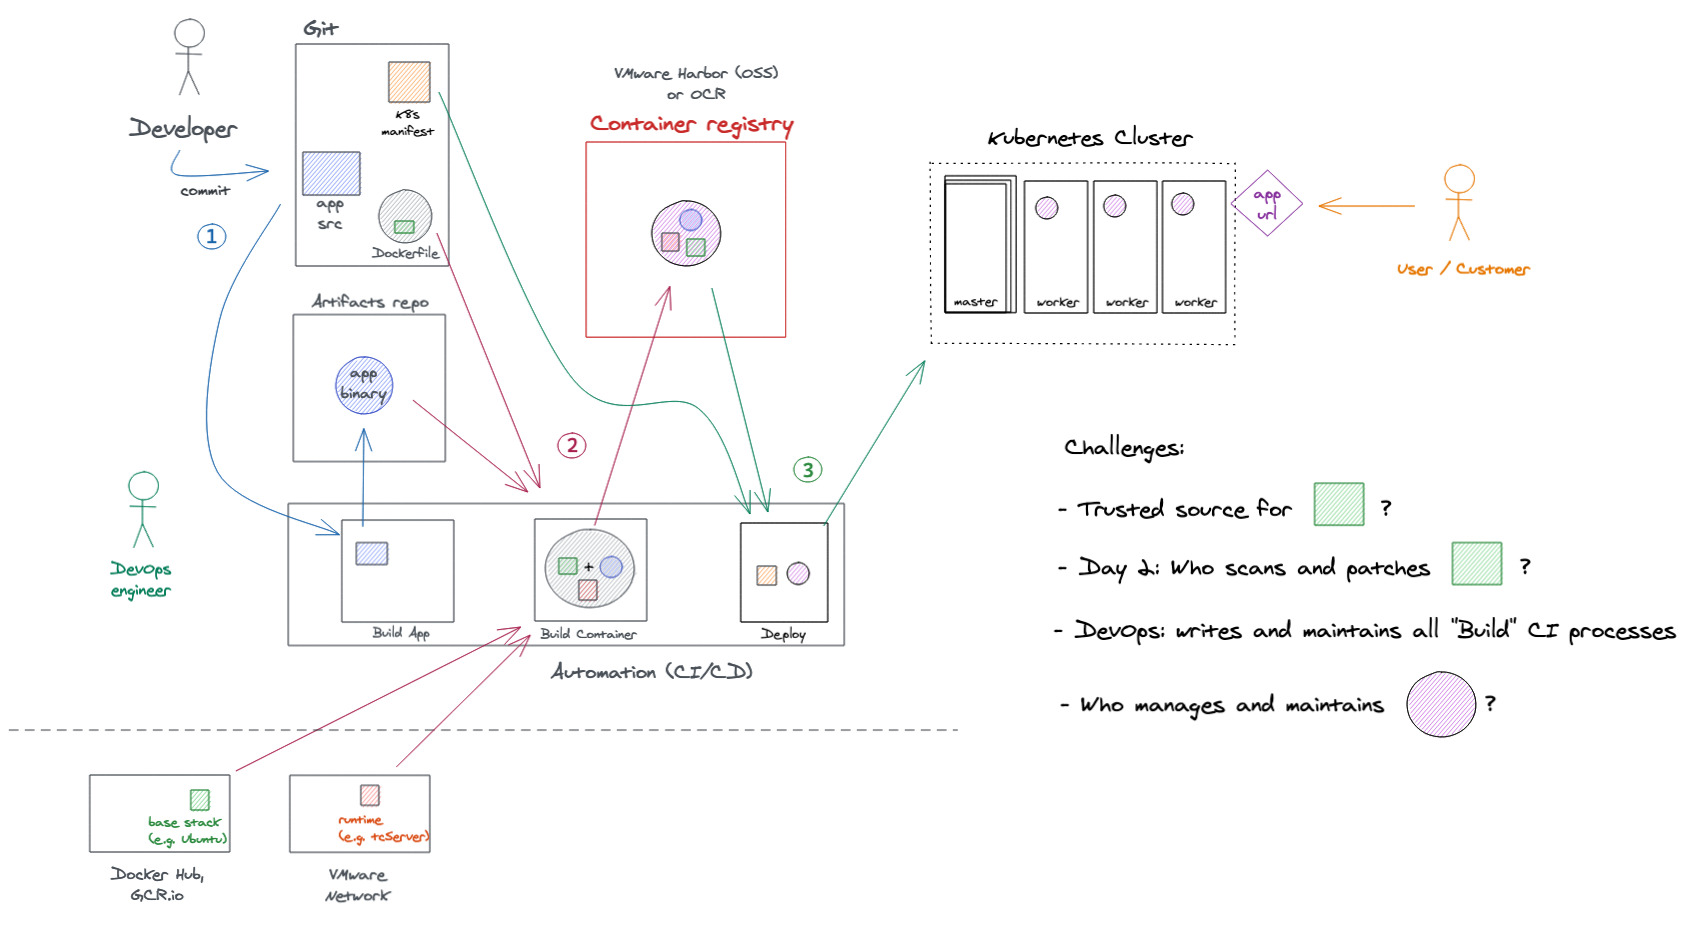 Git
Developer
commit
K8s
manifest
app
src
Dockerfile
1
Artifacts repo
app
binary
VMware Harbor (OSS)
or OCR
Container registry
Kubernetes Cluster
master
worker
worker
worker
app
url
User / Customer
2
3
DevOps
engineer
Build App
+
Build Container
Deploy
Automation (CI/CD)
base stack
(e.g. Ubuntu)
Docker Hub,
GCR.io
runtime
(e.g. tcServer)
VMware
Network
Challenges:
- Trusted source for ?
- Day 2: Who scans and patches ?
- DevOps: writes and maintains all "Build" CI processes
- Who manages and maintains ?